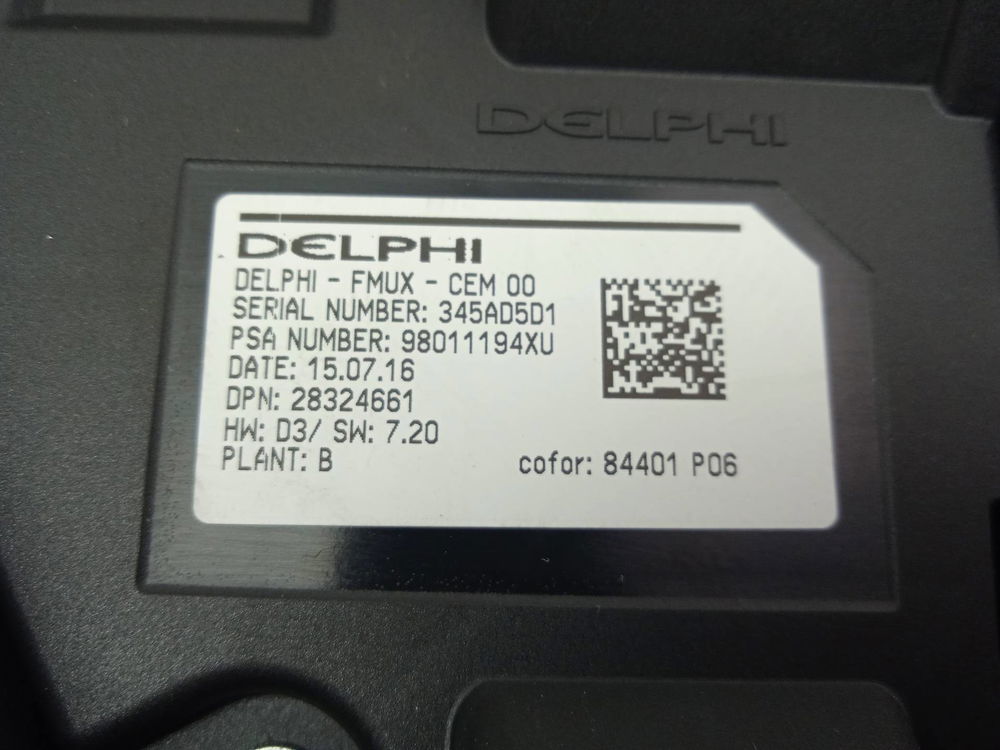 DELPHI
DELPHI
DELPHI - FMUX - CEM 00
SERIAL NUMBER: 345AD5D1
PSA NUMBER: 98011194XU
DATE: 15.07.16
DPN: 28324661
HW: D3/ SW: 7.20
PLANT: B
cofor: 84401 P06